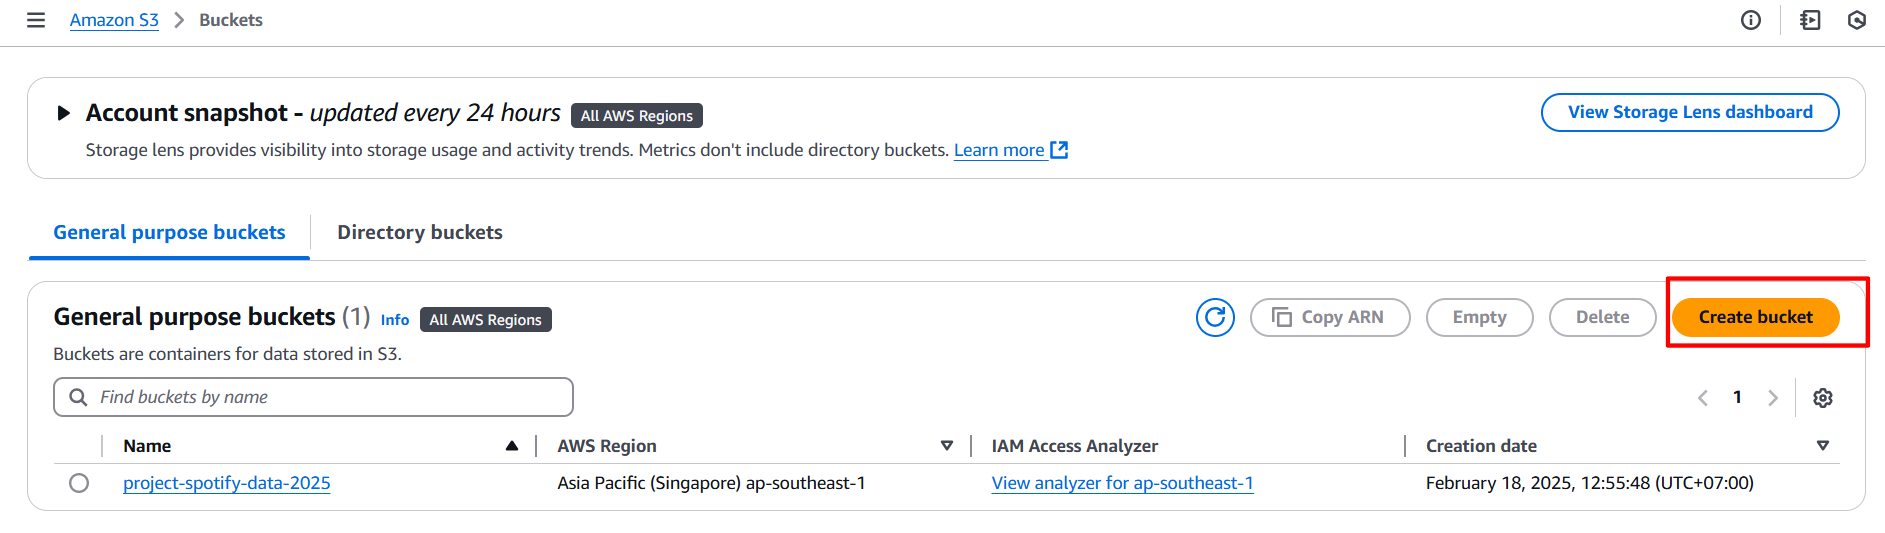 Amazon S3 > Buckets
Account snapshot - updated every 24 hours All AWS Regions
View Storage Lens dashboard
Storage lens provides visibility into storage usage and activity trends. Metrics don't include directory buckets. Learn more
General purpose buckets
Directory buckets
General purpose buckets (1) Info All AWS Regions
Copy ARN
Empty
Delete
Create bucket
Buckets are containers for data stored in S3.
Find buckets by name
1
Name
AWS Region
IAM Access Analyzer
Creation date
project-spotify-data-2025
Asia Pacific (Singapore) ap-southeast-1
View analyzer for ap-southeast-1
February 18, 2025, 12:55:48 (UTC+07:00)